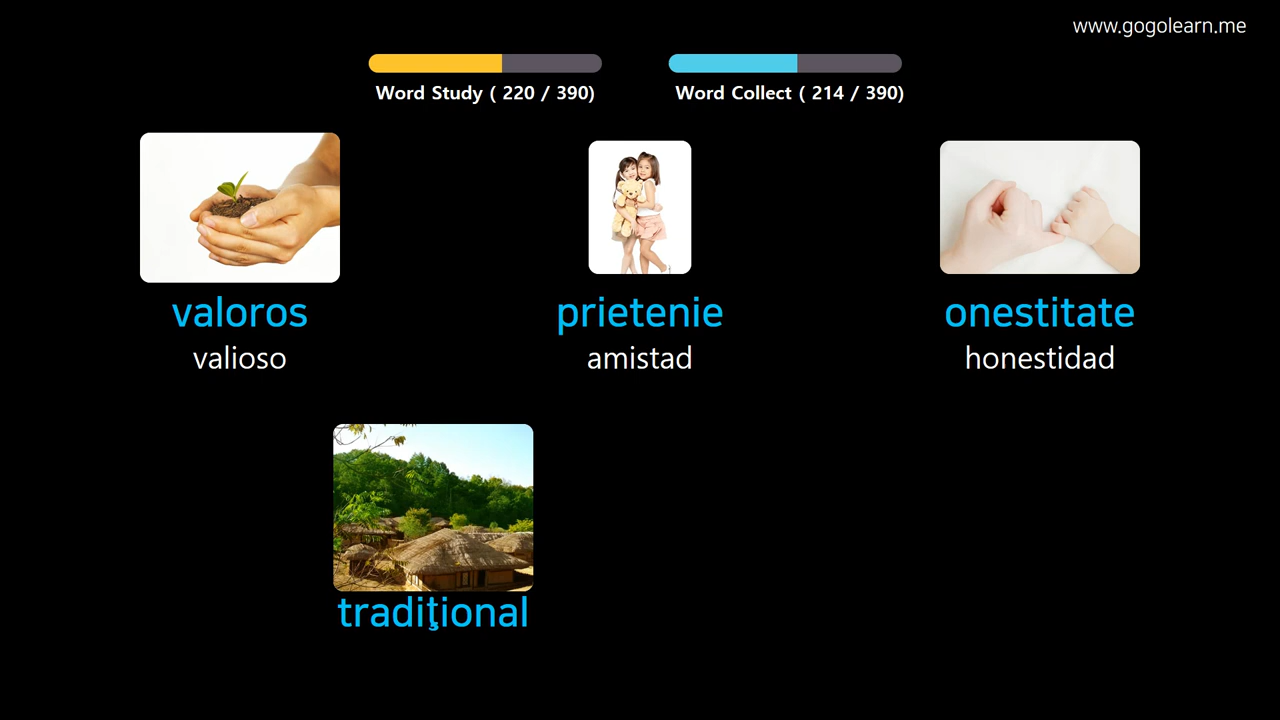 www.gogolearn.me
Word Study ( 220 / 390)
Word Collect ( 214 / 390)
valoros
prietenie
onestitate
valioso
amistad
honestidad
tradiţional